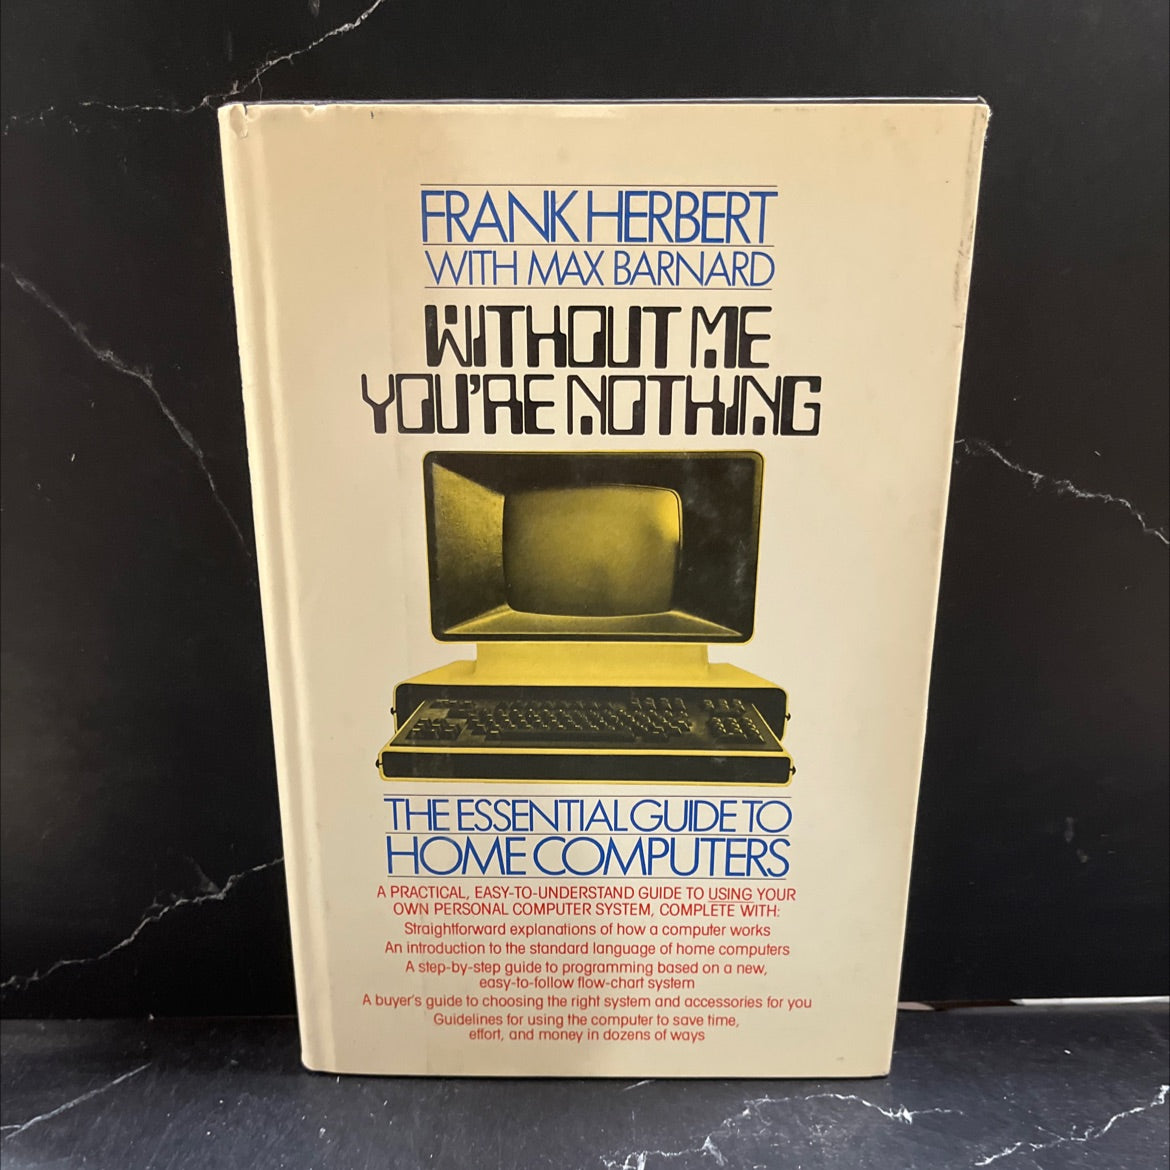 FRANK HERBERT
WITH MAX BARNARD
WITHOUT ME
YOU'RE NOTHING
THE ESSENTIAL GUIDE TO
HOME COMPUTERS
A PRACTICAL, EASY-TO-UNDERSTAND GUIDE TO USING YOUR
OWN PERSONAL COMPUTER SYSTEM, COMPLETE WITH:
Straightforward explanations of how a computer works
An introduction to the standard language of home computers
A step-by-step guide to programming based on a new,
easy-to-follow flow-chart system
A buyer's guide to choosing the right system and accessories for you
Guidelines for using the computer to save time,
effort, and money in dozens of ways